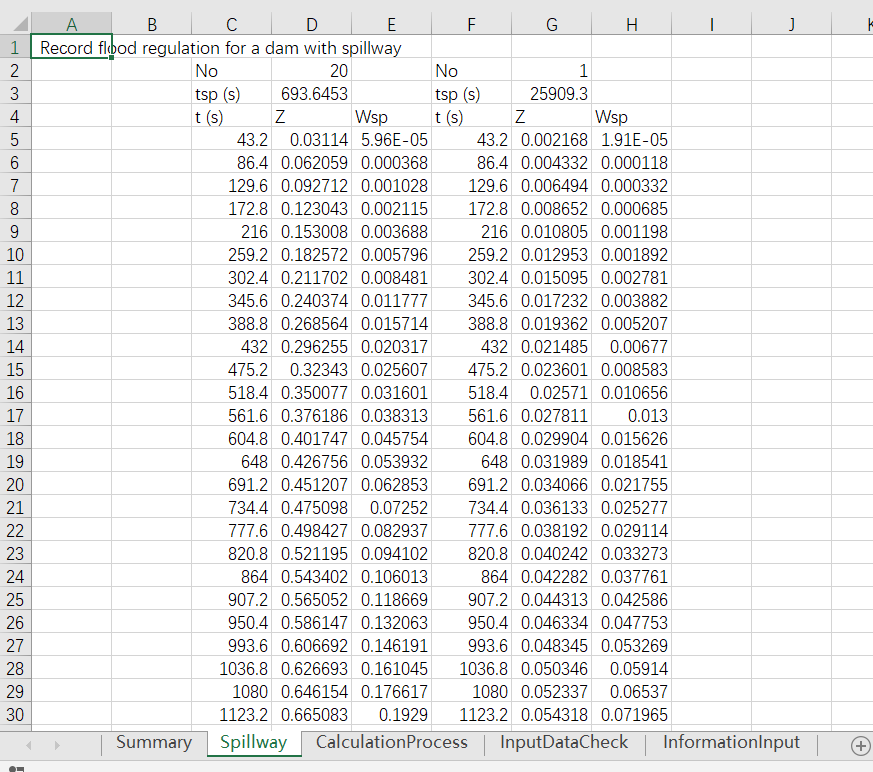 A B C D E F G H I J K
1 Record flood regulation for a dam with spillway
2 No 20 No 1
3 tsp (s) 693.6453 tsp (s) 25909.3
4 t (s) Z Wsp t (s) Z Wsp
5 43.2 0.03114 5.96E-05 43.2 0.002168 1.91E-05
6 86.4 0.062059 0.000368 86.4 0.004332 0.000118
7 129.6 0.092712 0.001028 129.6 0.006494 0.000332
8 172.8 0.123043 0.002115 172.8 0.008652 0.000685
9 216 0.153008 0.003688 216 0.010805 0.001198
10 259.2 0.182572 0.005796 259.2 0.012953 0.001892
11 302.4 0.211702 0.008481 302.4 0.015095 0.002781
12 345.6 0.240374 0.011777 345.6 0.017232 0.003882
13 388.8 0.268564 0.015714 388.8 0.019362 0.005207
14 432 0.296255 0.020317 432 0.021485 0.00677
15 475.2 0.32343 0.025607 475.2 0.023601 0.008583
16 518.4 0.350077 0.031601 518.4 0.02571 0.010656
17 561.6 0.376186 0.038313 561.6 0.027811 0.013
18 604.8 0.401747 0.045754 604.8 0.029904 0.015626
19 648 0.426756 0.053932 648 0.031989 0.018541
20 691.2 0.451207 0.062853 691.2 0.034066 0.021755
21 734.4 0.475098 0.07252 734.4 0.036133 0.025277
22 777.6 0.498427 0.082937 777.6 0.038192 0.029114
23 820.8 0.521195 0.094102 820.8 0.040242 0.033273
24 864 0.543402 0.106013 864 0.042282 0.037761
25 907.2 0.565052 0.118669 907.2 0.044313 0.042586
26 950.4 0.586147 0.132063 950.4 0.046334 0.047753
27 993.6 0.606692 0.146191 993.6 0.048345 0.053269
28 1036.8 0.626693 0.161045 1036.8 0.050346 0.05914
29 1080 0.646154 0.176617 1080 0.052337 0.06537
30 1123.2 0.665083 0.1929 1123.2 0.054318 0.071965
Summary Spillway CalculationProcess InputDataCheck InformationInput